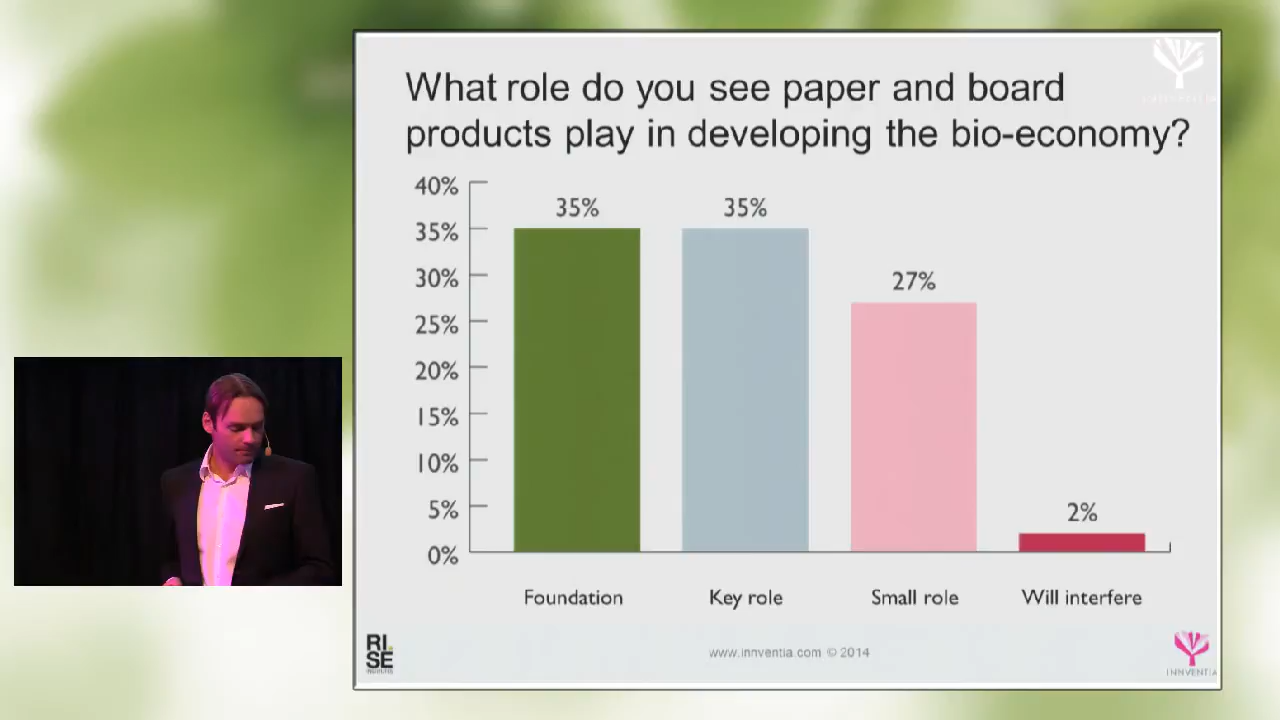 What role do you see paper and board
products play in developing the bio-economy?
40%
35%
30%
25%
20%
15%
10%
5%
0%
35%
35%
27%
2%
Foundation
Key role
Small role
Will interfere
RI.
SE
www.innventia.com © 2014
INNVENTIA
INNVENTIA